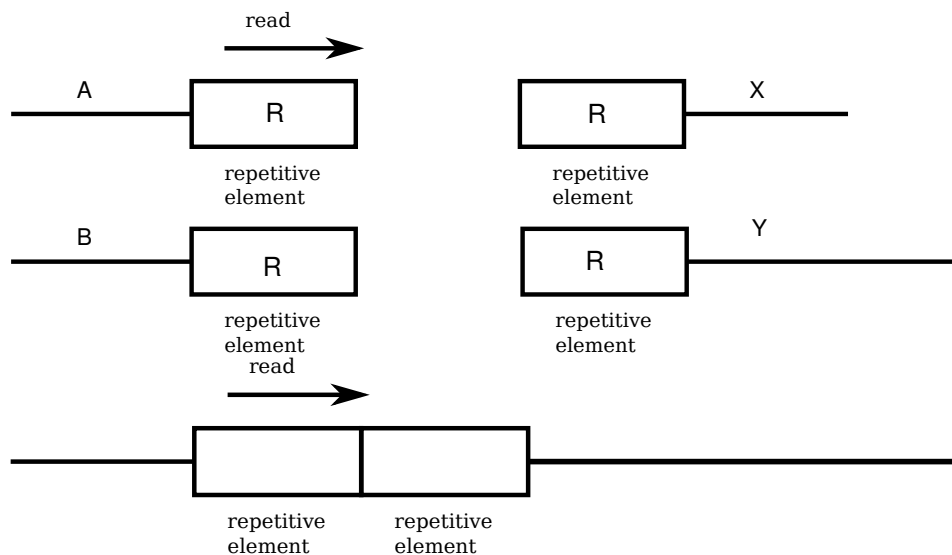 read
A
R
R
X
repetitive
element
repetitive
element
B
R
R
Y
repetitive
element
repetitive
element
read
repetitive
element
repetitive
element